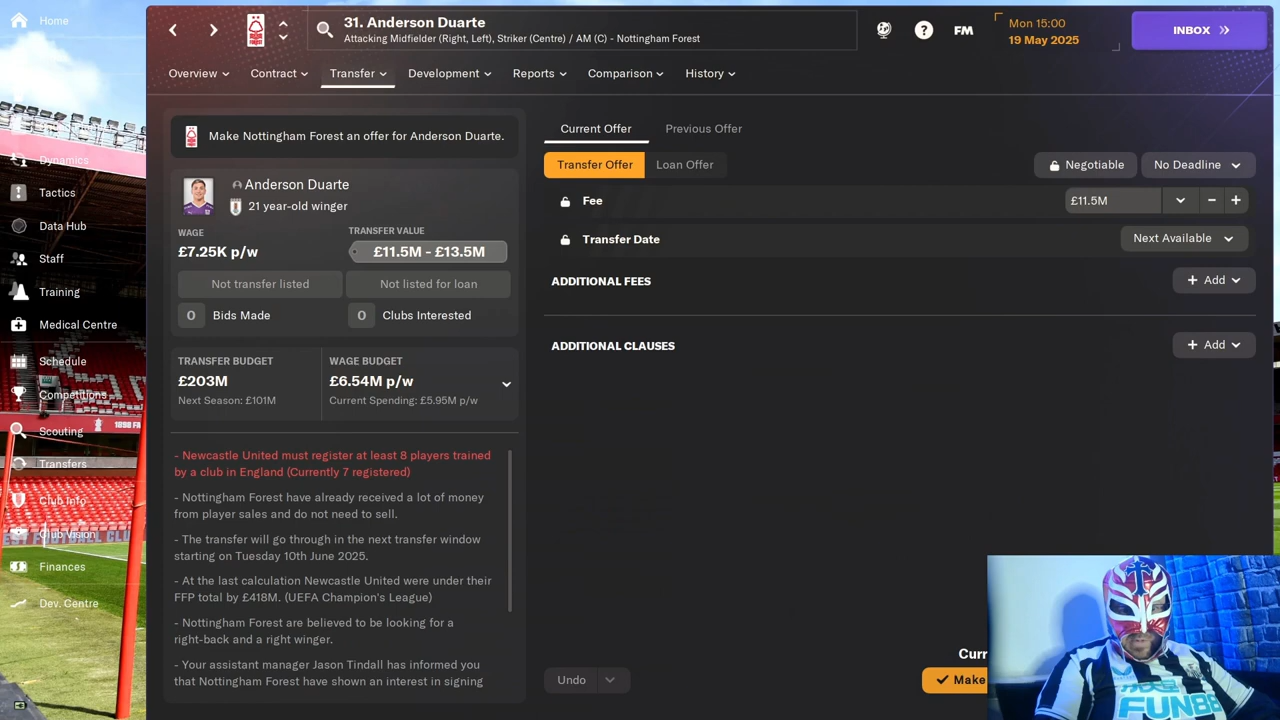 Home
Dynamics
Tactics
Data Hub
Staff
Training
Medical Centre
Schedule
Competitions
Scouting
Transfers
Club Info
Club Vision
Finances
Dev. Centre
31. Anderson Duarte
Attacking Midfielder (Right, Left), Striker (Centre) / AM (C) - Nottingham Forest
FM
Mon 15:00
19 May 2025
INBOX
Overview
Contract
Transfer
Development
Reports
Comparison
History
Make Nottingham Forest an offer for Anderson Duarte.
Anderson Duarte
21 year-old winger
WAGE
£7.25K p/w
TRANSFER VALUE
£11.5M - £13.5M
Not transfer listed
Not listed for loan
0 Bids Made
0 Clubs Interested
TRANSFER BUDGET
£203M
Next Season: £101M
WAGE BUDGET
£6.54M p/w
Current Spending: £5.95M p/w
- Newcastle United must register at least 8 players trained
by a club in England (Currently 7 registered)
- Nottingham Forest have already received a lot of money
from player sales and do not need to sell.
- The transfer will go through in the next transfer window
starting on Tuesday 10th June 2025.
- At the last calculation Newcastle United were under their
FFP total by £418M. (UEFA Champion's League)
- Nottingham Forest are believed to be looking for a
right-back and a right winger.
- Your assistant manager Jason Tindall has informed you
that Nottingham Forest have shown an interest in signing
Current Offer
Previous Offer
Transfer Offer
Loan Offer
Negotiable
No Deadline
Fee
£11.5M
Transfer Date
Next Available
ADDITIONAL FEES
+ Add
ADDITIONAL CLAUSES
+ Add
Undo
Curr
Make
FUN88